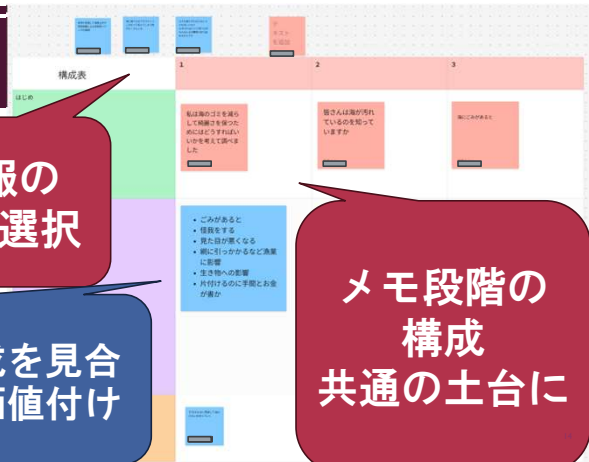 テ
キスト
を追加
構成表
1
2
3
はじめ
私は海のゴミを減ら
して綺麗さを保つた
めにはどうすればい
いかを考えて調べま
した
皆さんは海が汚れ
ているのを知って
いますか
海にごみがあると
報の
選択
・ごみがあると
・怪我をする
・見た目が悪くなる
・網に引っかかるなど漁業
に影響
・生き物への影響
・片付けるのに手間とお金
が書か
メモ段階の
構成
共通の土台に
を見合
値付け